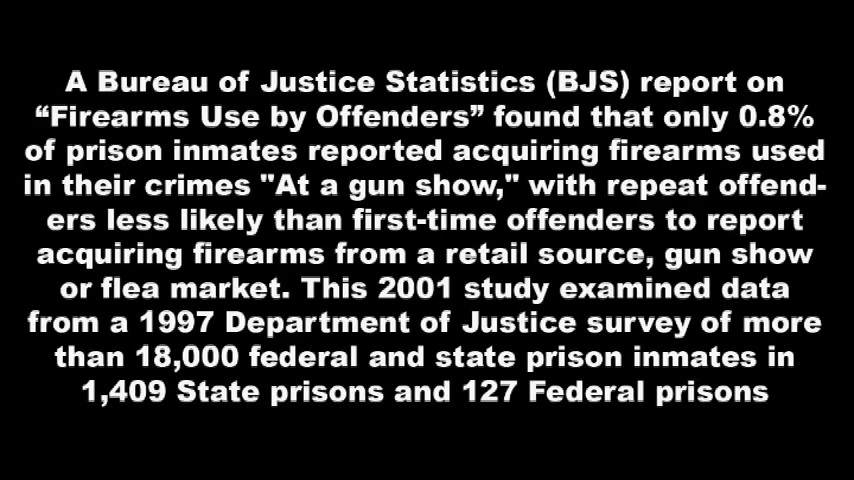 A Bureau of Justice Statistics (BJS) report on
“Firearms Use by Offenders” found that only 0.8%
of prison inmates reported acquiring firearms used
in their crimes "At a gun show," with repeat offend-
ers less likely than first-time offenders to report
acquiring firearms from a retail source, gun show
or flea market. This 2001 study examined data
from a 1997 Department of Justice survey of more
than 18,000 federal and state prison inmates in
1,409 State prisons and 127 Federal prisons